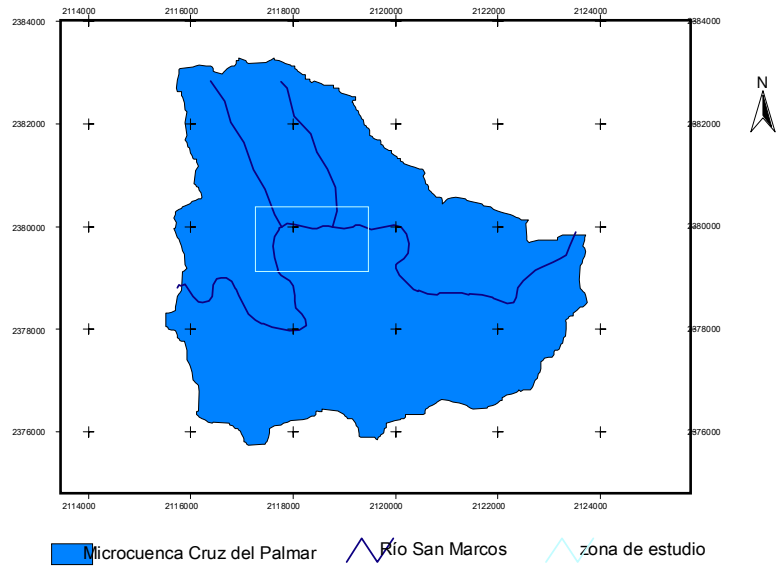 2114000 2116000 2118000 2120000 2122000 2124000
2384000 2384000
N
2382000 2382000
2380000 2380000
2378000 2378000
2376000 2376000
2114000 2116000 2118000 2120000 2122000 2124000
Microcuenca Cruz del Palmar Río San Marcos zona de estudio